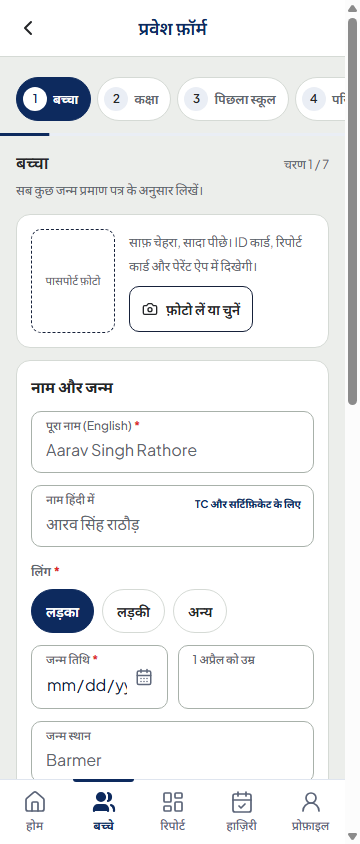 प्रवेश फ़ॉर्म
1 बच्चा
2 कक्षा
3 पिछला स्कूल
4
बच्चा
चरण 1 / 7
सब कुछ जन्म प्रमाण पत्र के अनुसार लिखें।
पासपोर्ट फ़ोटो
साफ़ चेहरा, सादा पीछे। ID कार्ड, रिपोर्ट
कार्ड और पेरेंट ऐप में दिखेगी।
फ़ोटो लें या चुनें
नाम और जन्म
पूरा नाम (English) *
Aarav Singh Rathore
नाम हिंदी में
TC और सर्टिफ़िकेट के लिए
आरव सिंह राठौड़
लिंग *
लड़का
लड़की
अन्य
जन्म तिथि *
mm/dd/yy
1 अप्रैल को उम्र
जन्म स्थान
Barmer
होम
बच्चे
रिपोर्ट
हाज़िरी
प्रोफ़ाइल